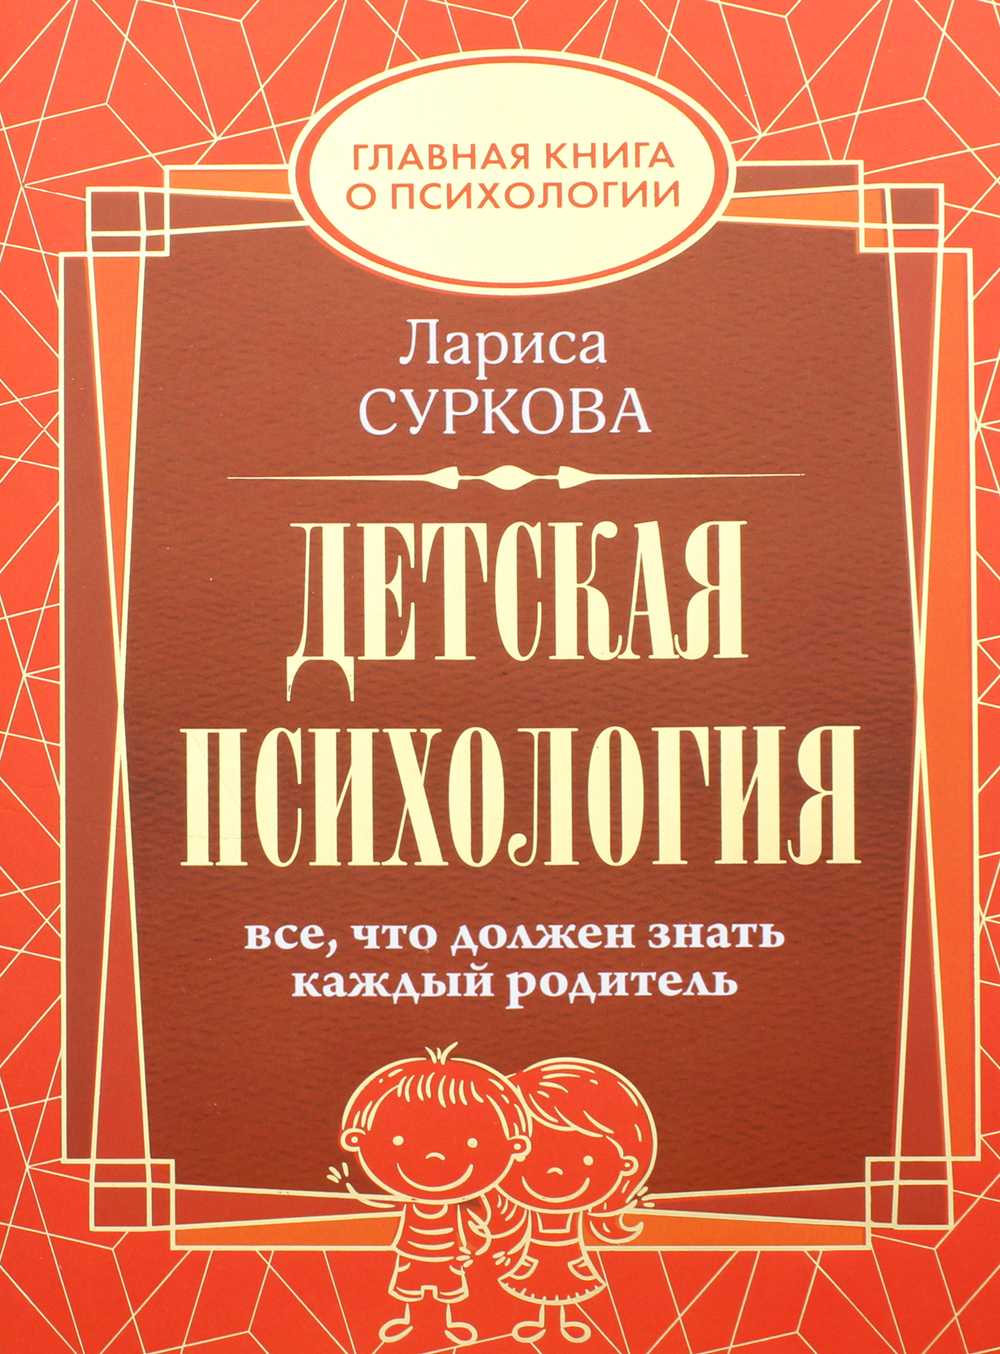 ГЛАВНАЯ КНИГА
О ПСИХОЛОГИИ
Лариса
СУРКОВА
ДЕТСКАЯ
ПСИХОЛОГИЯ
все, что должен знать
каждый родитель